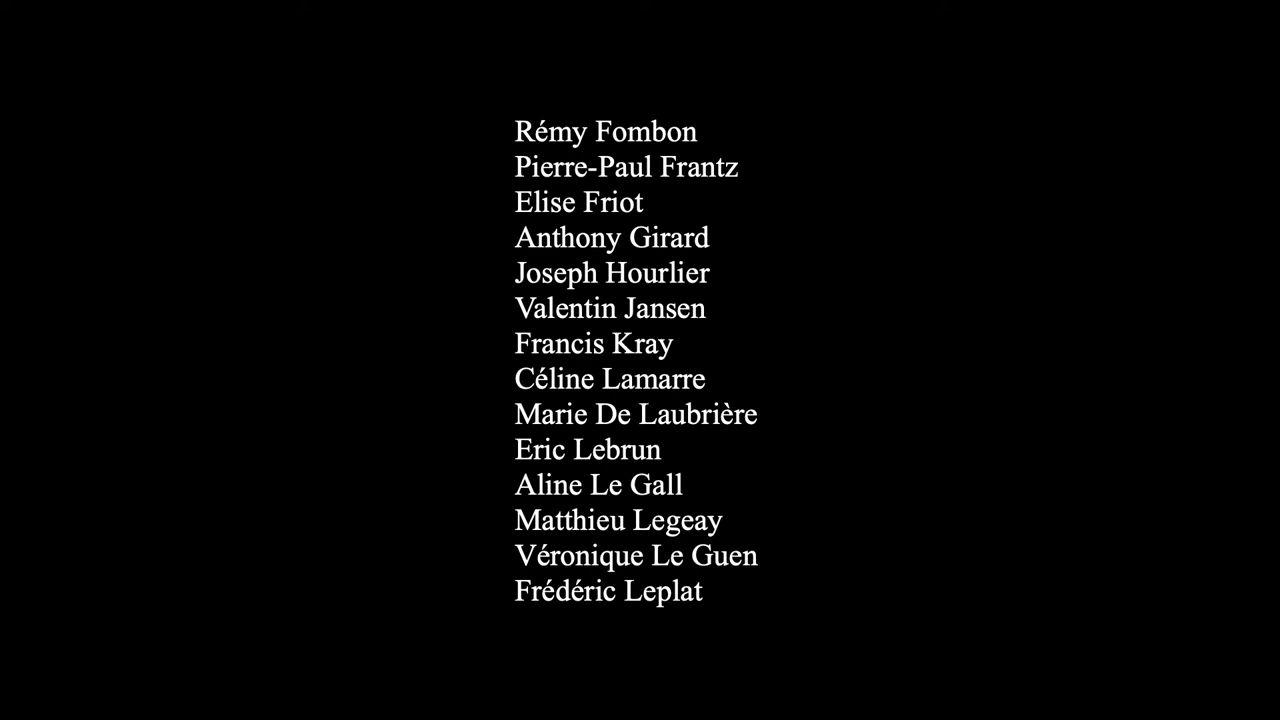 Rémy Fombon
Pierre-Paul Frantz
Elise Friot
Anthony Girard
Joseph Hourlier
Valentin Jansen
Francis Kray
Céline Lamarre
Marie De Laubrière
Eric Lebrun
Aline Le Gall
Matthieu Legeay
Véronique Le Guen
Frédéric Leplat